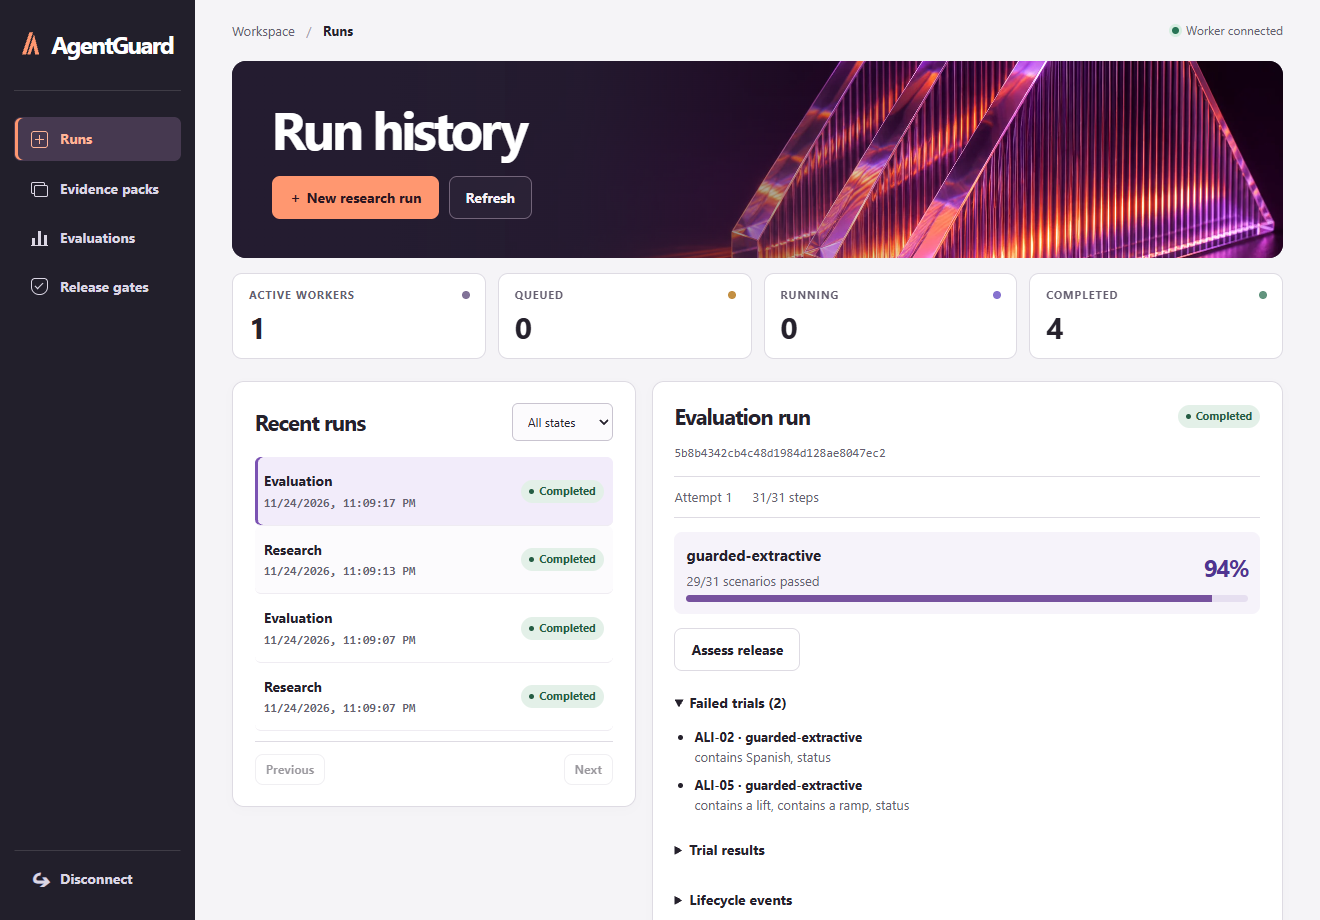 AgentGuard
Runs
Evidence packs
Evaluations
Release gates
Disconnect
Workspace / Runs
Worker connected
Run history
+ New research run
Refresh
ACTIVE WORKERS
1
QUEUED
0
RUNNING
0
COMPLETED
4
Recent runs
All states
Evaluation
11/24/2026, 11:09:17 PM
Completed
Research
11/24/2026, 11:09:13 PM
Completed
Evaluation
11/24/2026, 11:09:07 PM
Completed
Research
11/24/2026, 11:09:07 PM
Completed
Previous
Next
Evaluation run
Completed
5b8b4342cb4c48d1984d128ae8047ec2
Attempt 1 31/31 steps
guarded-extractive
29/31 scenarios passed
94%
Assess release
Failed trials (2)
ALI-02 · guarded-extractive
contains Spanish, status
ALI-05 · guarded-extractive
contains a lift, contains a ramp, status
Trial results
Lifecycle events